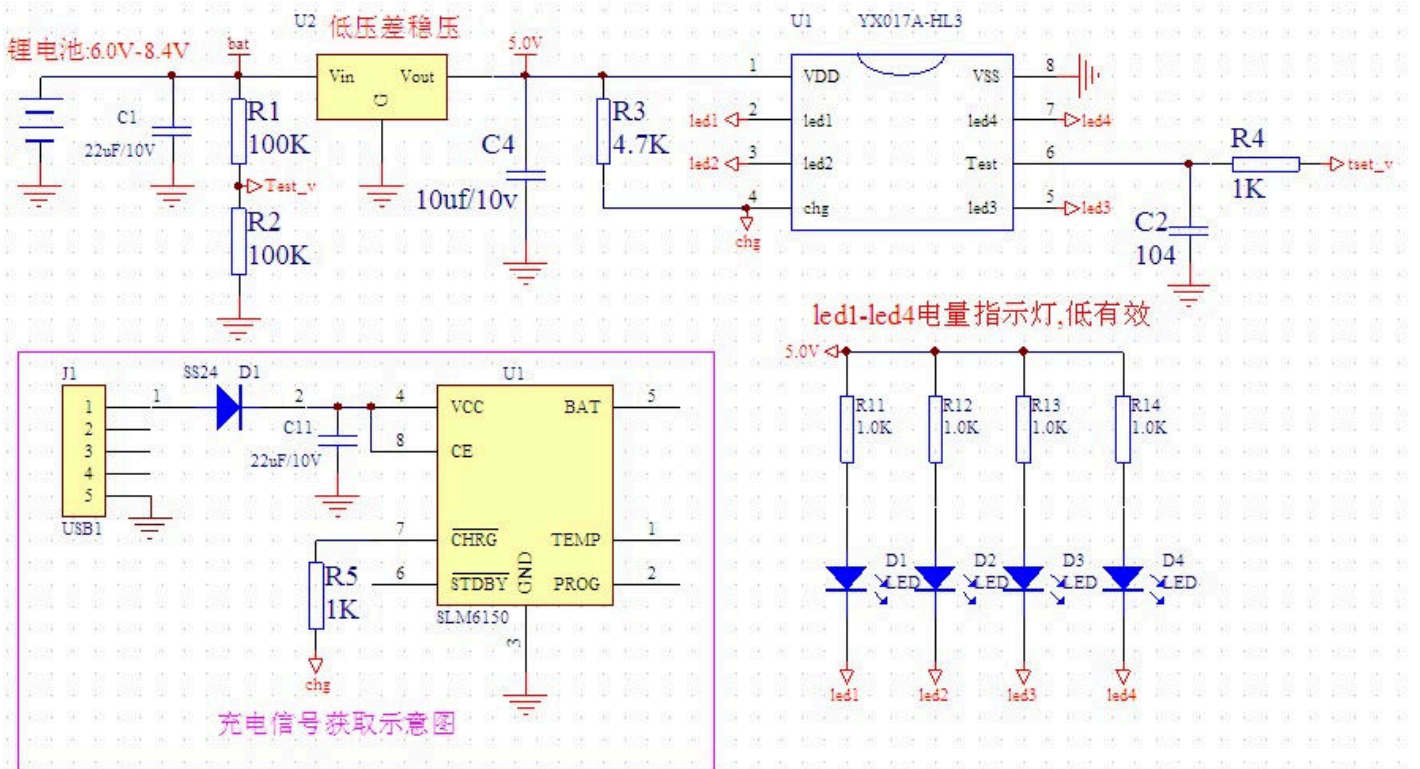 U2 低压差稳压
锂电池:6.0V-8.4V
bat
5.0V
Vin
Vout
G
C1
22uF/10V
R1
100K
Test_v
R2
100K
C4
10uf/10v
R3
4.7K
chg
U1 YX017A-HL3
1 VDD VSS 8
led1 2 led1 led4 7 led4
led2 3 led2 Test 6
4 chg led3 5 led3
R4
1K
tset_v
C2
104
J1
1
2
3
4
5
USB1
1 SS24 D1 2
C11
22uF/10V
U1
4 VCC BAT 5
8 CE
7 CHRG TEMP 1
6 STDBY GND PROG 2
SLM6150
3
R5
1K
chg
充电信号获取示意图
led1-led4电量指示灯,低有效
5.0V
R11
1.0K
R12
1.0K
R13
1.0K
R14
1.0K
D1
LED
D2
LED
D3
LED
D4
LED
led1
led2
led3
led4